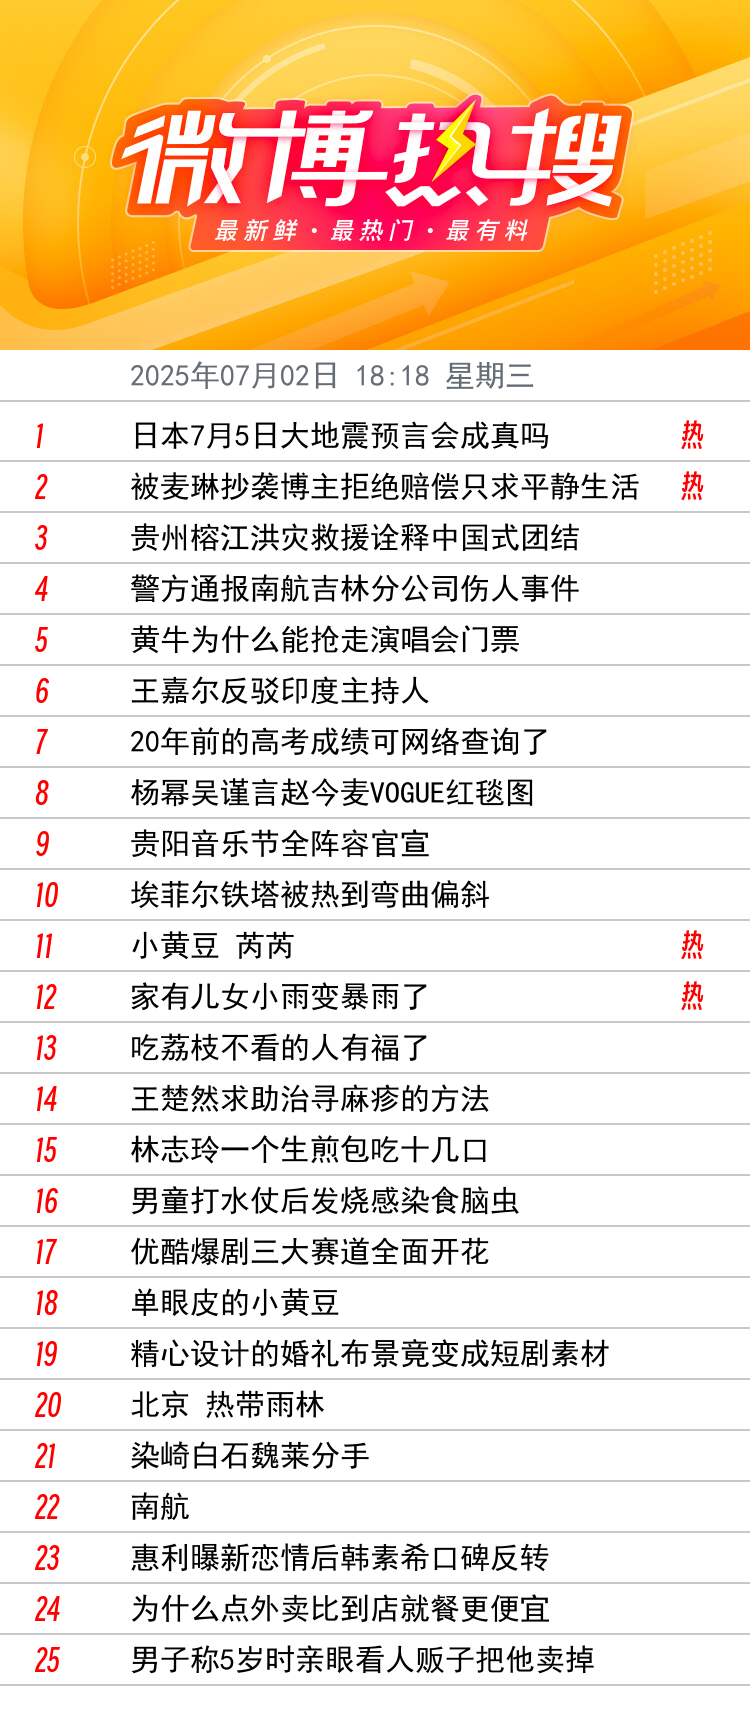 微博热搜
最新鲜·最热门·最有料
2025年07月02日 18:18 星期三
1 日本7月5日大地震预言会成真吗 热
2 被麦琳抄袭博主拒绝赔偿只求平静生活 热
3 贵州榕江洪灾救援诠释中国式团结
4 警方通报南航吉林分公司伤人事件
5 黄牛为什么能抢走演唱会门票
6 王嘉尔反驳印度主持人
7 20年前的高考成绩可网络查询了
8 杨幂吴谨言赵今麦VOGUE红毯图
9 贵阳音乐节全阵容官宣
10 埃菲尔铁塔被热到弯曲偏斜
11 小黄豆 芮芮 热
12 家有儿女小雨变暴雨了 热
13 吃荔枝不看的人有福了
14 王楚然求助治寻麻疹的方法
15 林志玲一个生煎包吃十几口
16 男童打水仗后发烧感染食脑虫
17 优酷爆剧三大赛道全面开花
18 单眼皮的小黄豆
19 精心设计的婚礼布景竟变成短剧素材
20 北京 热带雨林
21 染崎白石魏莱分手
22 南航
23 惠利曝新恋情后韩素希口碑反转
24 为什么点外卖比到店就餐更便宜
25 男子称5岁时亲眼看人贩子把他卖掉